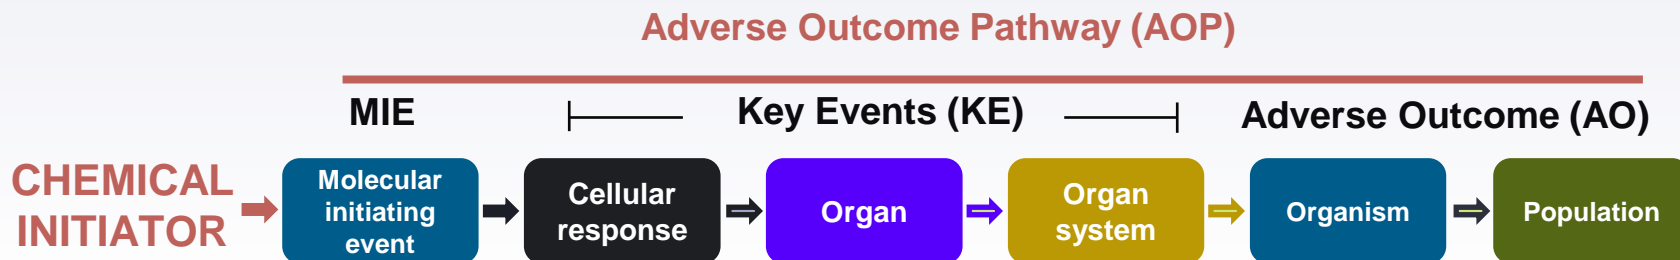 Adverse Outcome Pathway (AOP)
MIE
Key Events (KE)
Adverse Outcome (AO)
CHEMICAL
INITIATOR
Molecular
initiating
event
Cellular
response
Organ
Organ
system
Organism
Population